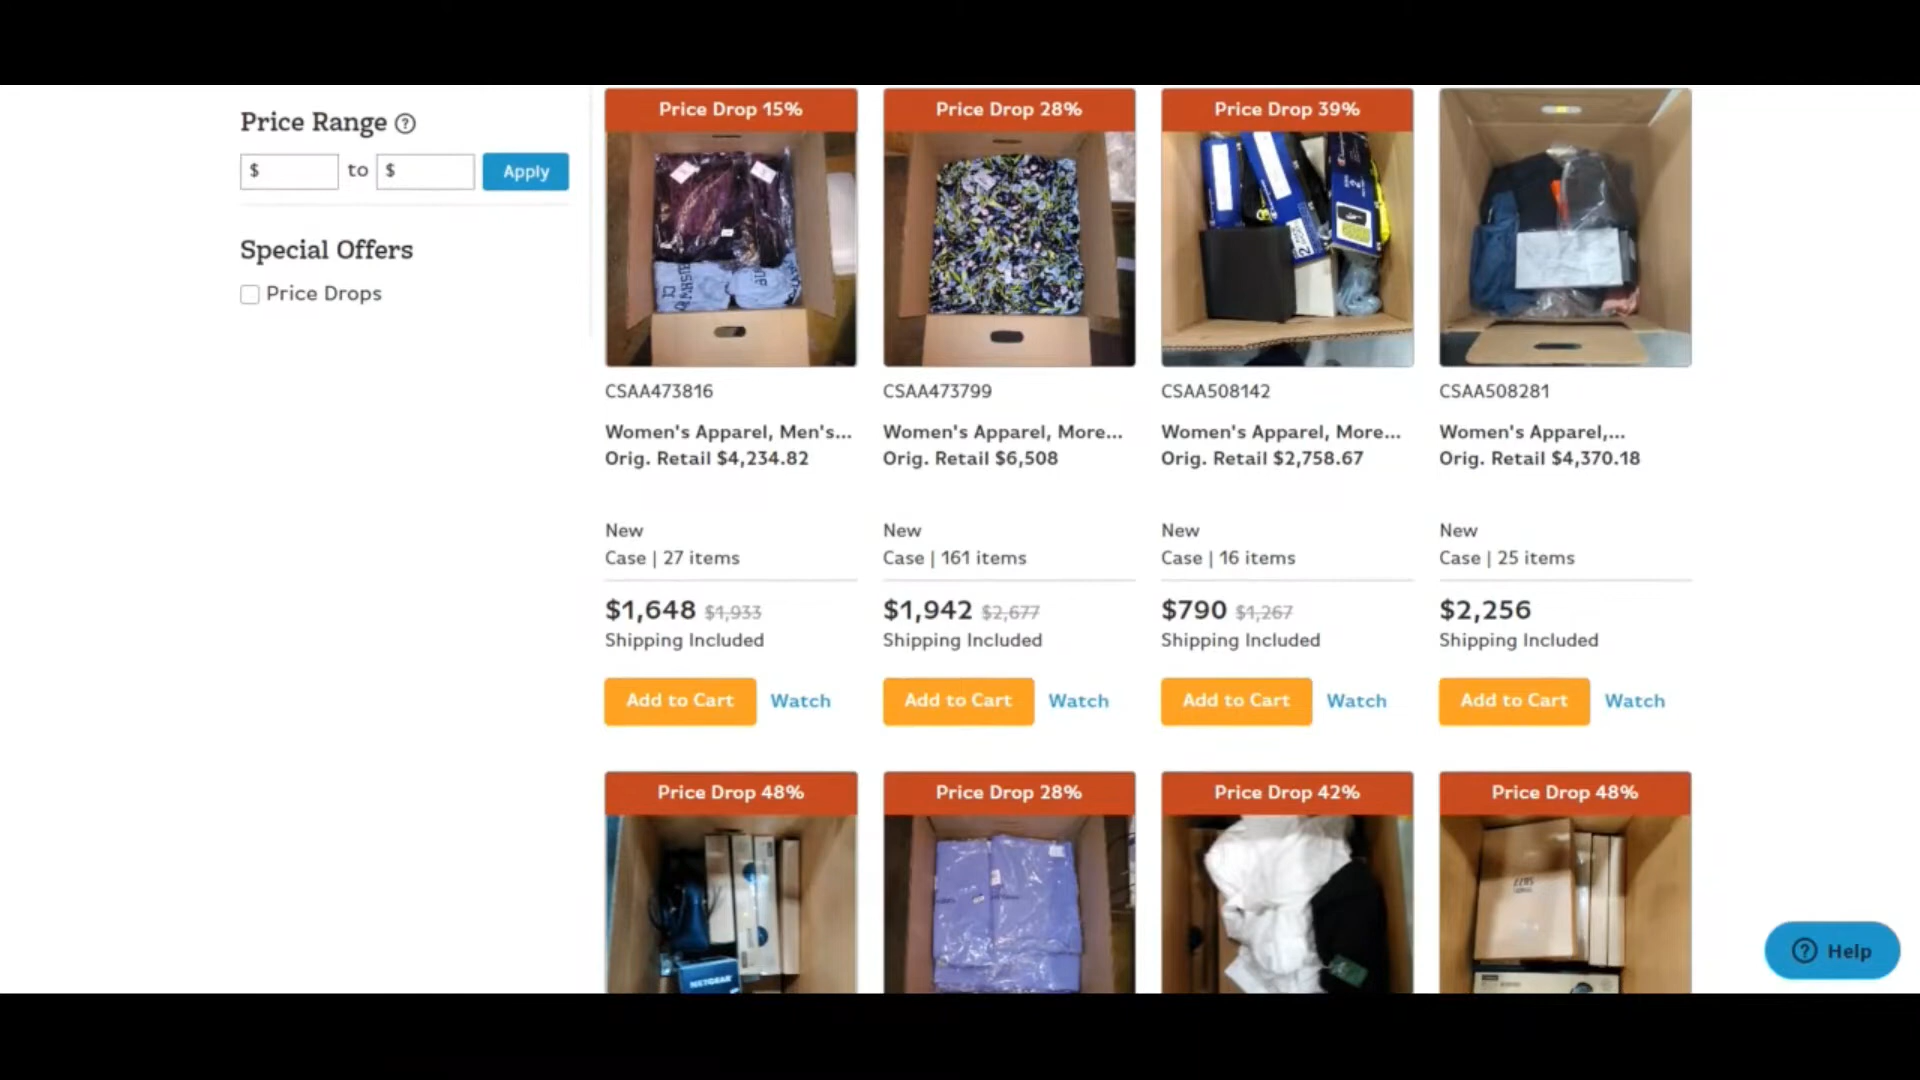 Price Range ?
$ to $ Apply
Special Offers
Price Drops
Price Drop 15%
CSAA473816
Women's Apparel, Men's...
Orig. Retail $4,234.82
New
Case | 27 items
$1,648 $1,933
Shipping Included
Add to Cart Watch
Price Drop 28%
CSAA473799
Women's Apparel, More...
Orig. Retail $6,508
New
Case | 161 items
$1,942 $2,677
Shipping Included
Add to Cart Watch
Price Drop 39%
2
CSAA508142
Women's Apparel, More...
Orig. Retail $2,758.67
New
Case | 16 items
$790 $1,267
Shipping Included
Add to Cart Watch
CSAA508281
Women's Apparel,...
Orig. Retail $4,370.18
New
Case | 25 items
$2,256
Shipping Included
Add to Cart Watch
Price Drop 48%
NETGEAR
Price Drop 28%
Price Drop 42%
Price Drop 48%
? Help